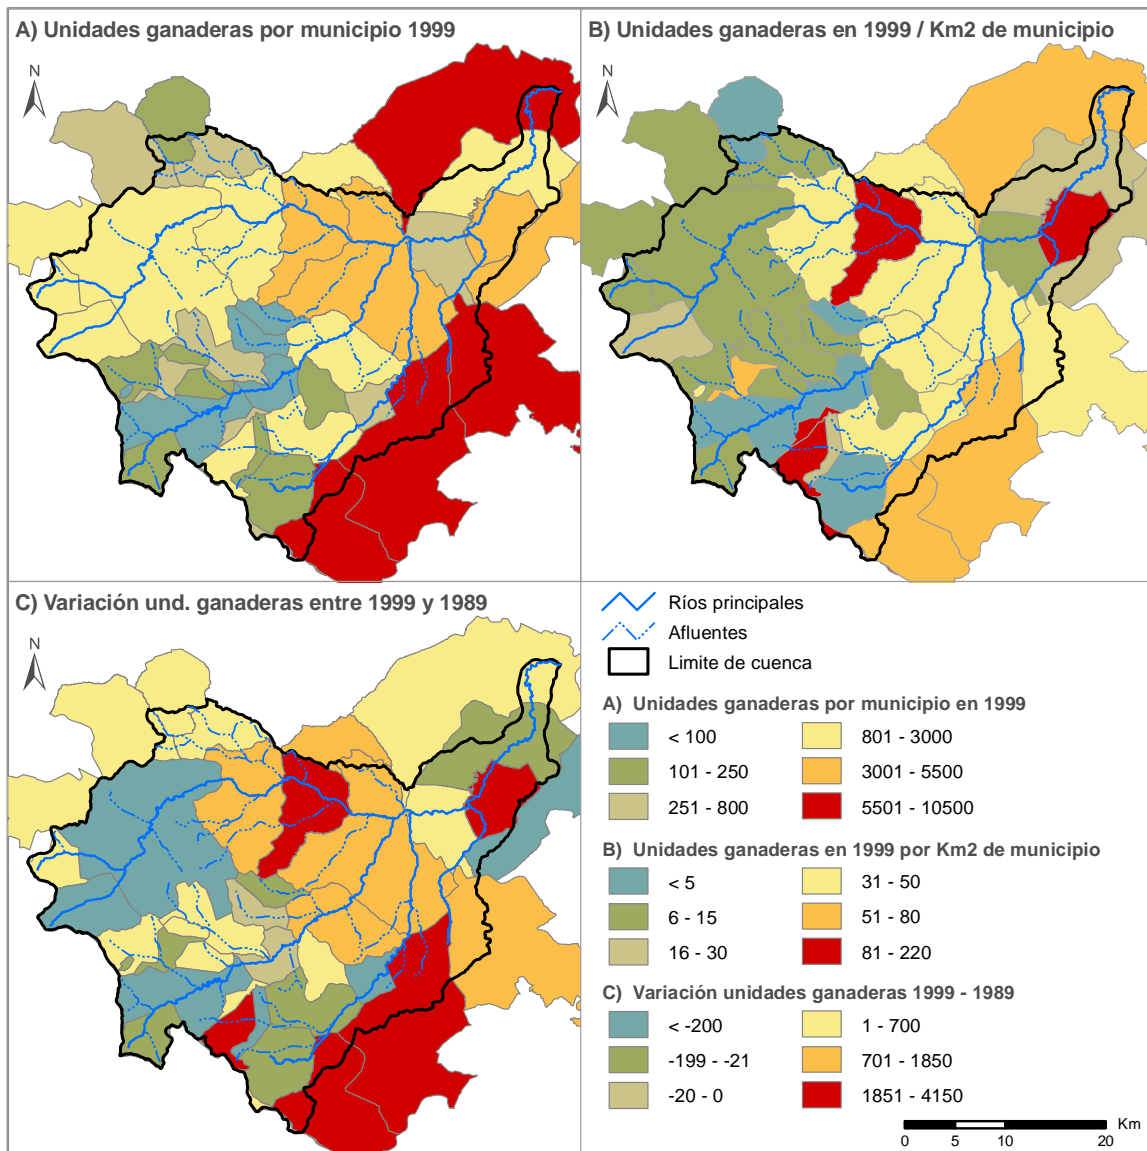 A) Unidades ganaderas por municipio 1999
N
B) Unidades ganaderas en 1999 / Km2 de municipio
N
C) Variación und. ganaderas entre 1999 y 1989
N
Ríos principales
Afluentes
Limite de cuenca
A) Unidades ganaderas por municipio en 1999
< 100
801 - 3000
101 - 250
3001 - 5500
251 - 800
5501 - 10500
B) Unidades ganaderas en 1999 por Km2 de municipio
< 5
31 - 50
6 - 15
51 - 80
16 - 30
81 - 220
C) Variación unidades ganaderas 1999 - 1989
< -200
1 - 700
-199 - -21
701 - 1850
-20 - 0
1851 - 4150
Km
0 5 10 20